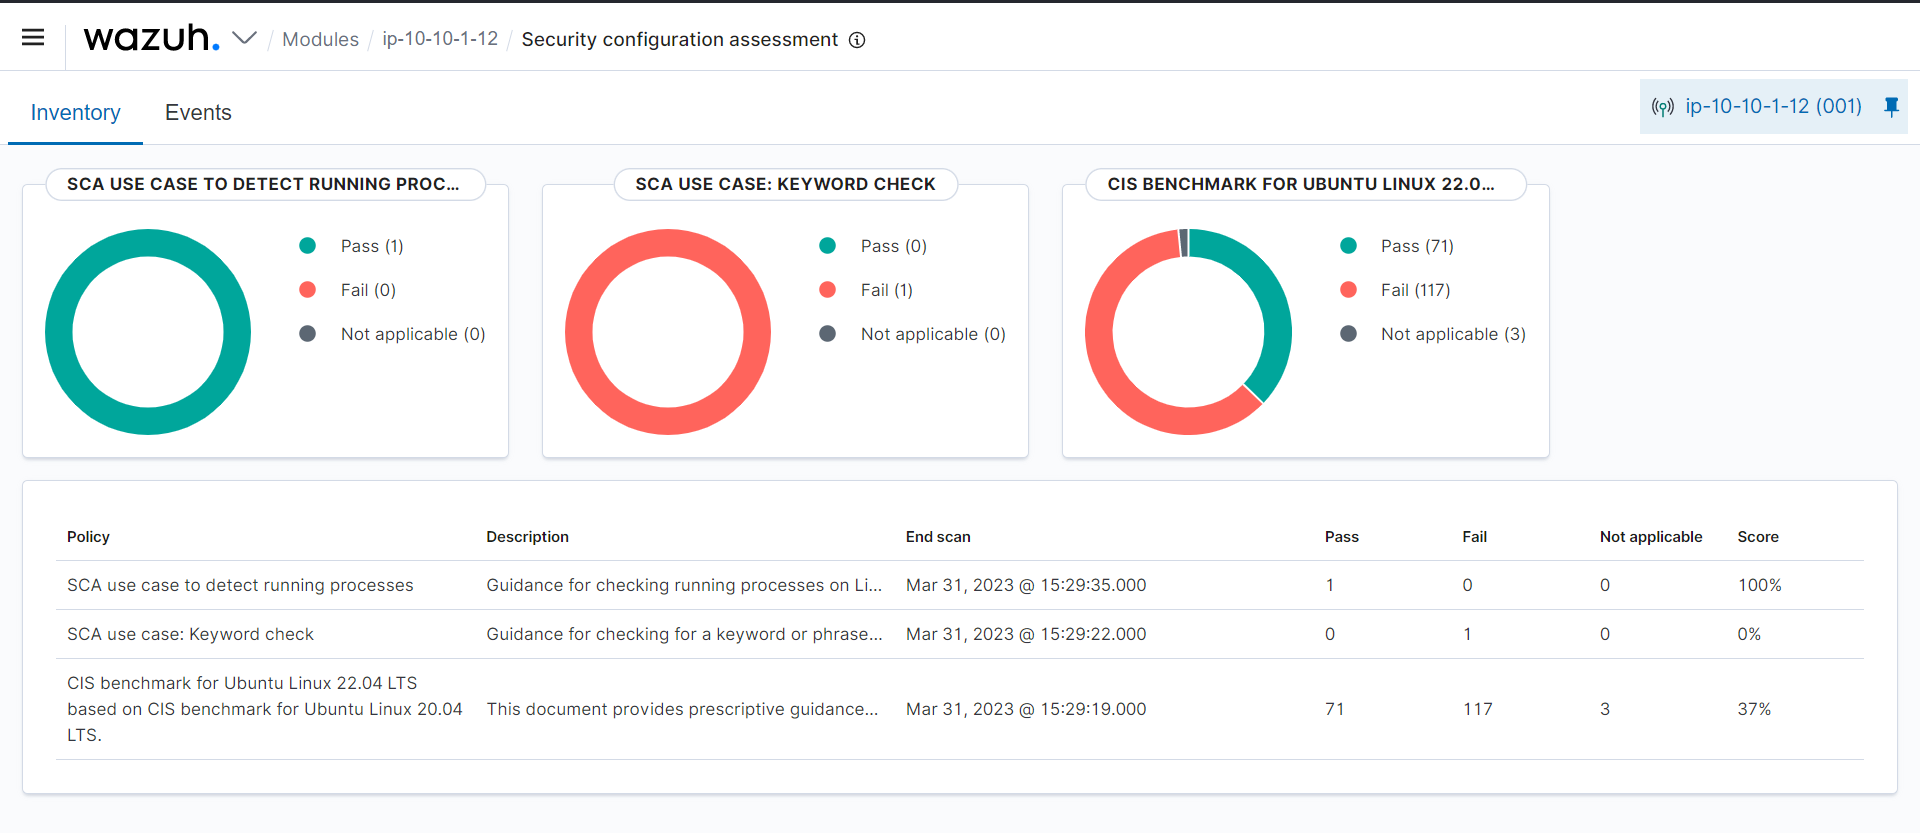 wazuh. / Modules / ip-10-10-1-12 / Security configuration assessment
Inventory Events
ip-10-10-1-12 (001)
SCA USE CASE TO DETECT RUNNING PROC...
Pass (1)
Fail (0)
Not applicable (0)
SCA USE CASE: KEYWORD CHECK
Pass (0)
Fail (1)
Not applicable (0)
CIS BENCHMARK FOR UBUNTU LINUX 22.0...
Pass (71)
Fail (117)
Not applicable (3)
Policy Description End scan Pass Fail Not applicable Score
SCA use case to detect running processes Guidance for checking running processes on Li... Mar 31, 2023 @ 15:29:35.000 1 0 0 100%
SCA use case: Keyword check Guidance for checking for a keyword or phrase... Mar 31, 2023 @ 15:29:22.000 0 1 0 0%
CIS benchmark for Ubuntu Linux 22.04 LTS
based on CIS benchmark for Ubuntu Linux 20.04 This document provides prescriptive guidance... Mar 31, 2023 @ 15:29:19.000 71 117 3 37%
LTS.